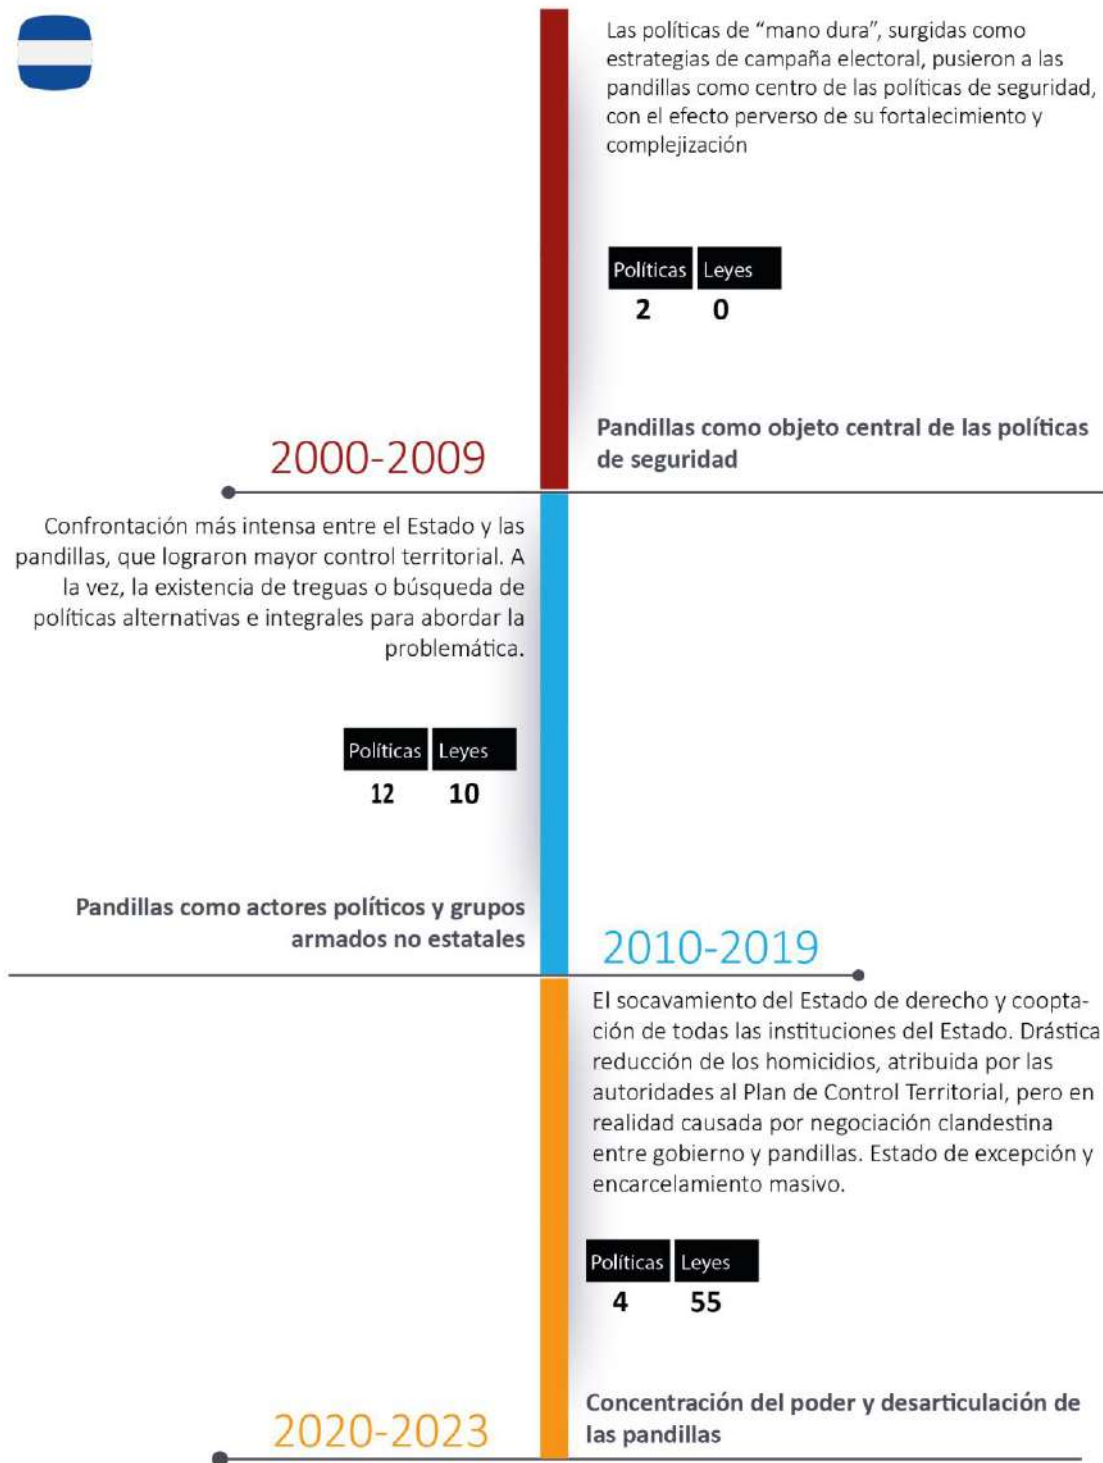 Las políticas de “mano dura”, surgidas como
estrategias de campaña electoral, pusieron a las
pandillas como centro de las políticas de seguridad,
con el efecto perverso de su fortalecimiento y
complejización
Políticas Leyes
2 0
Pandillas como objeto central de las políticas
de seguridad
2000-2009
Confrontación más intensa entre el Estado y las
pandillas, que lograron mayor control territorial. A
la vez, la existencia de treguas o búsqueda de
políticas alternativas e integrales para abordar la
problemática.
Políticas Leyes
12 10
Pandillas como actores políticos y grupos
armados no estatales
2010-2019
El socavamiento del Estado de derecho y coopta-
ción de todas las instituciones del Estado. Drástica
reducción de los homicidios, atribuida por las
autoridades al Plan de Control Territorial, pero en
realidad causada por negociación clandestina
entre gobierno y pandillas. Estado de excepción y
encarcelamiento masivo.
Políticas Leyes
4 55
Concentración del poder y desarticulación de
las pandillas
2020-2023